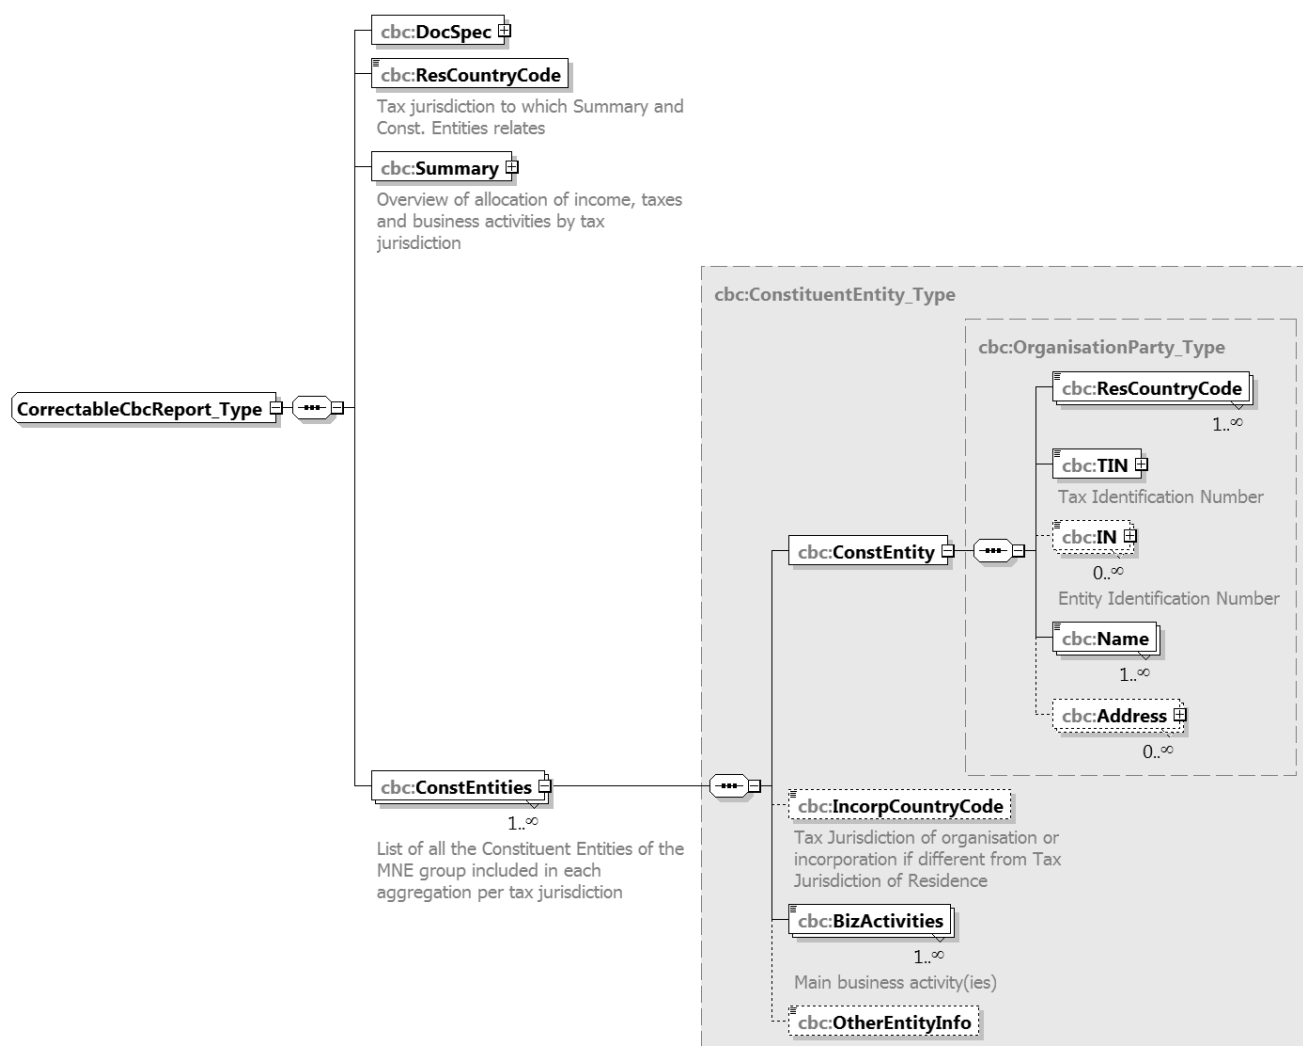 cbc:DocSpec
cbc:ResCountryCode
Tax jurisdiction to which Summary and
Const. Entities relates
cbc:Summary
Overview of allocation of income, taxes
and business activities by tax
jurisdiction
cbc:ConstituentEntity_Type
cbc:OrganisationParty_Type
cbc:ResCountryCode
1..∞
CorrectableCbcReport_Type
cbc:TIN
Tax Identification Number
cbc:IN
0..∞
cbc:ConstEntity
Entity Identification Number
cbc:Name
1..∞
cbc:Address
0..∞
cbc:ConstEntities
1..∞
List of all the Constituent Entities of the
MNE group included in each
aggregation per tax jurisdiction
cbc:IncorpCountryCode
Tax Jurisdiction of organisation or
incorporation if different from Tax
Jurisdiction of Residence
cbc:BizActivities
1..∞
Main business activity(ies)
cbc:OtherEntityInfo